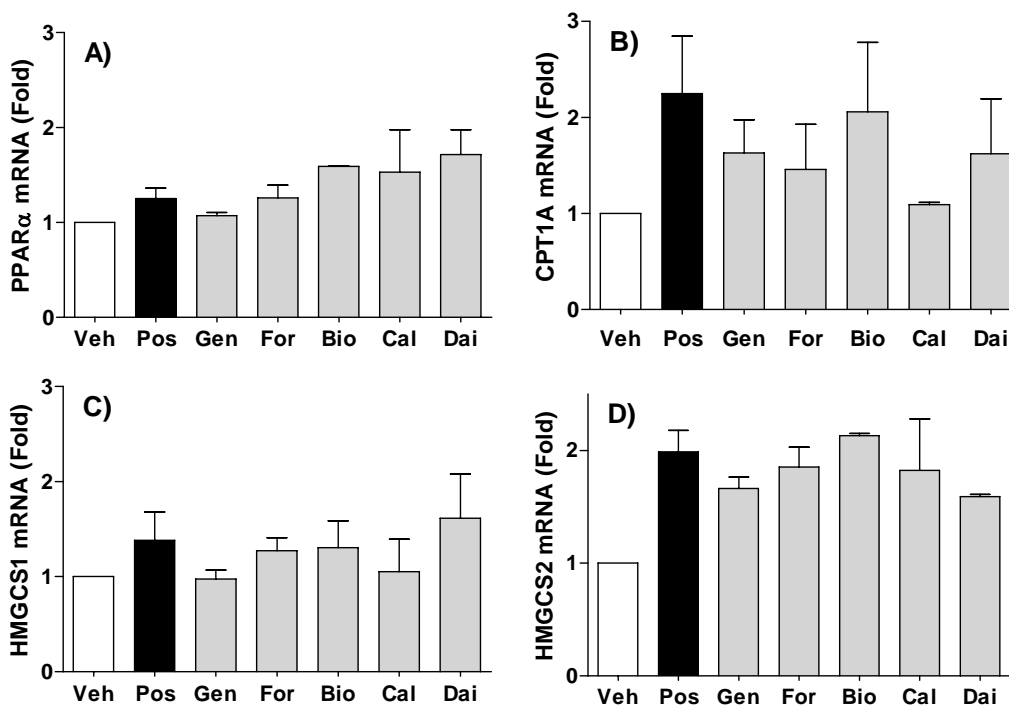 A)
PPARα mRNA (Fold)
3
2
1
0
Veh Pos Gen For Bio Cal Dai
B)
CPT1A mRNA (Fold)
3
2
1
0
Veh Pos Gen For Bio Cal Dai
C)
HMGCS1 mRNA (Fold)
3
2
1
0
Veh Pos Gen For Bio Cal Dai
D)
HMGCS2 mRNA (Fold)
2
1
0
Veh Pos Gen For Bio Cal Dai